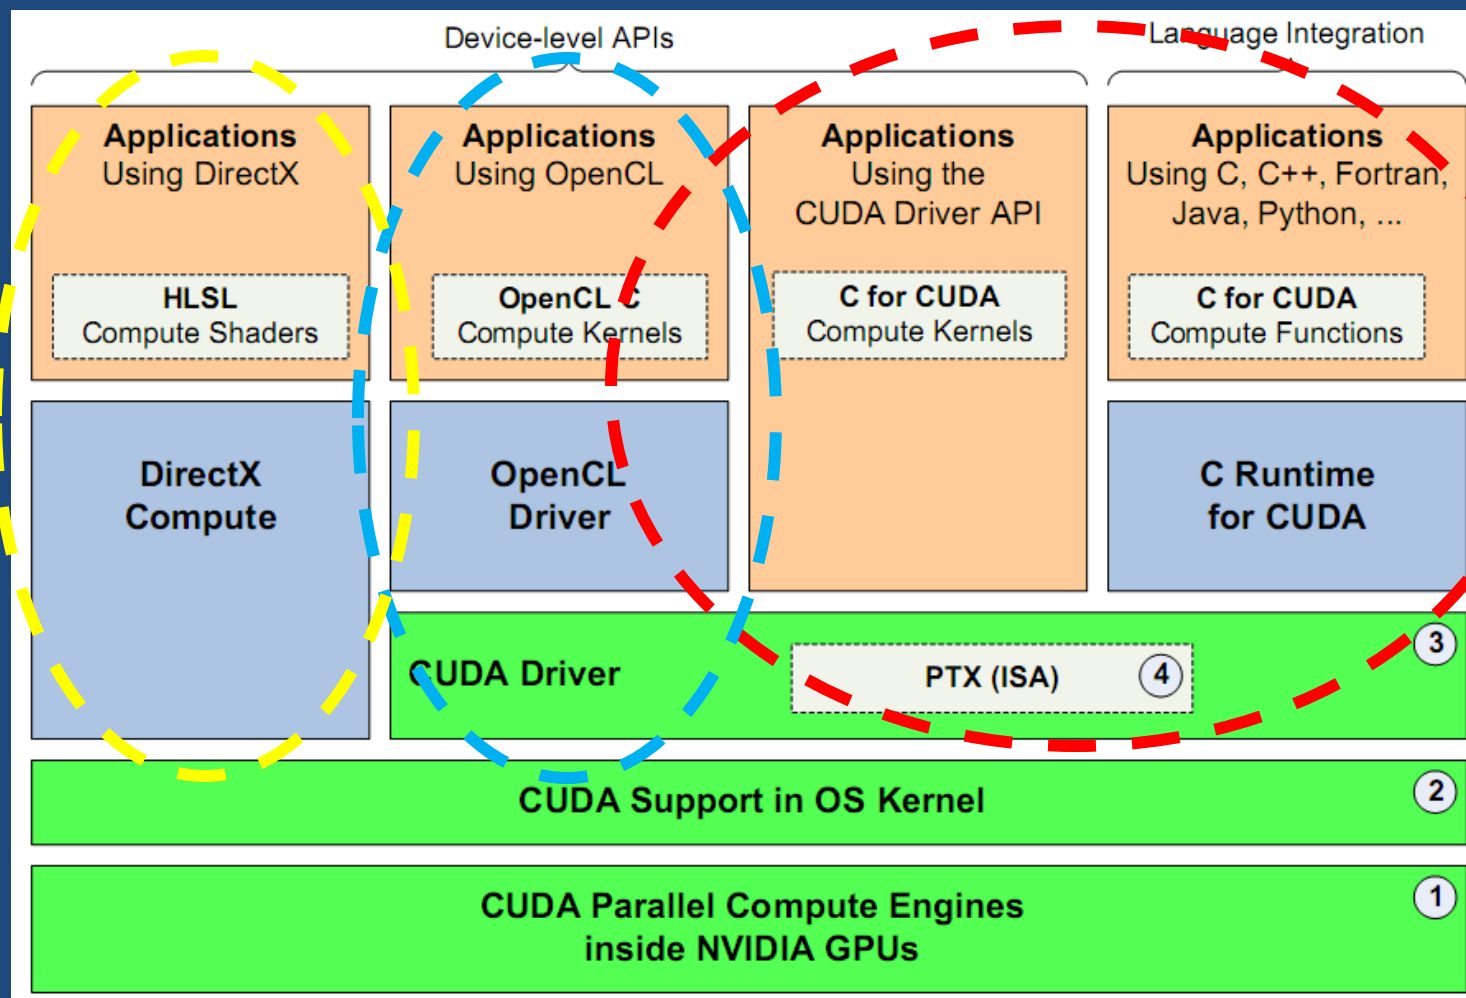 Device-level APIs
Language Integration
Applications
Using DirectX
HLSL
Compute Shaders
Applications
Using OpenCL
OpenCL C
Compute Kernels
Applications
Using the
CUDA Driver API
C for CUDA
Compute Kernels
Applications
Using C, C++, Fortran,
Java, Python, ...
C for CUDA
Compute Functions
DirectX
Compute
OpenCL
Driver
C Runtime
for CUDA
CUDA Driver
PTX (ISA)
4
3
CUDA Support in OS Kernel
2
CUDA Parallel Compute Engines
inside NVIDIA GPUs
1